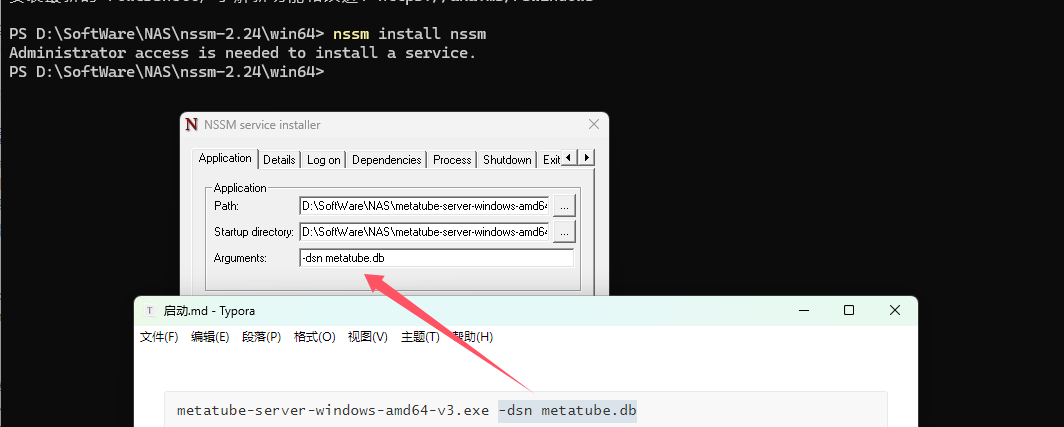 PS D:\SoftWare\NAS\nssm-2.24\win64> nssm install nssm
Administrator access is needed to install a service.
PS D:\SoftWare\NAS\nssm-2.24\win64>
NSSM service installer
Application Details Log on Dependencies Process Shutdown Exit
Application
Path: D:\SoftWare\NAS\metatube-server-windows-amd64 ...
Startup directory: D:\SoftWare\NAS\metatube-server-windows-amd64 ...
Arguments: -dsn metatube.db
T 启动.md - Typora
文件(F) 编辑(E) 段落(P) 格式(O) 视图(V) 主题(T) 帮助(H)
metatube-server-windows-amd64-v3.exe -dsn metatube.db